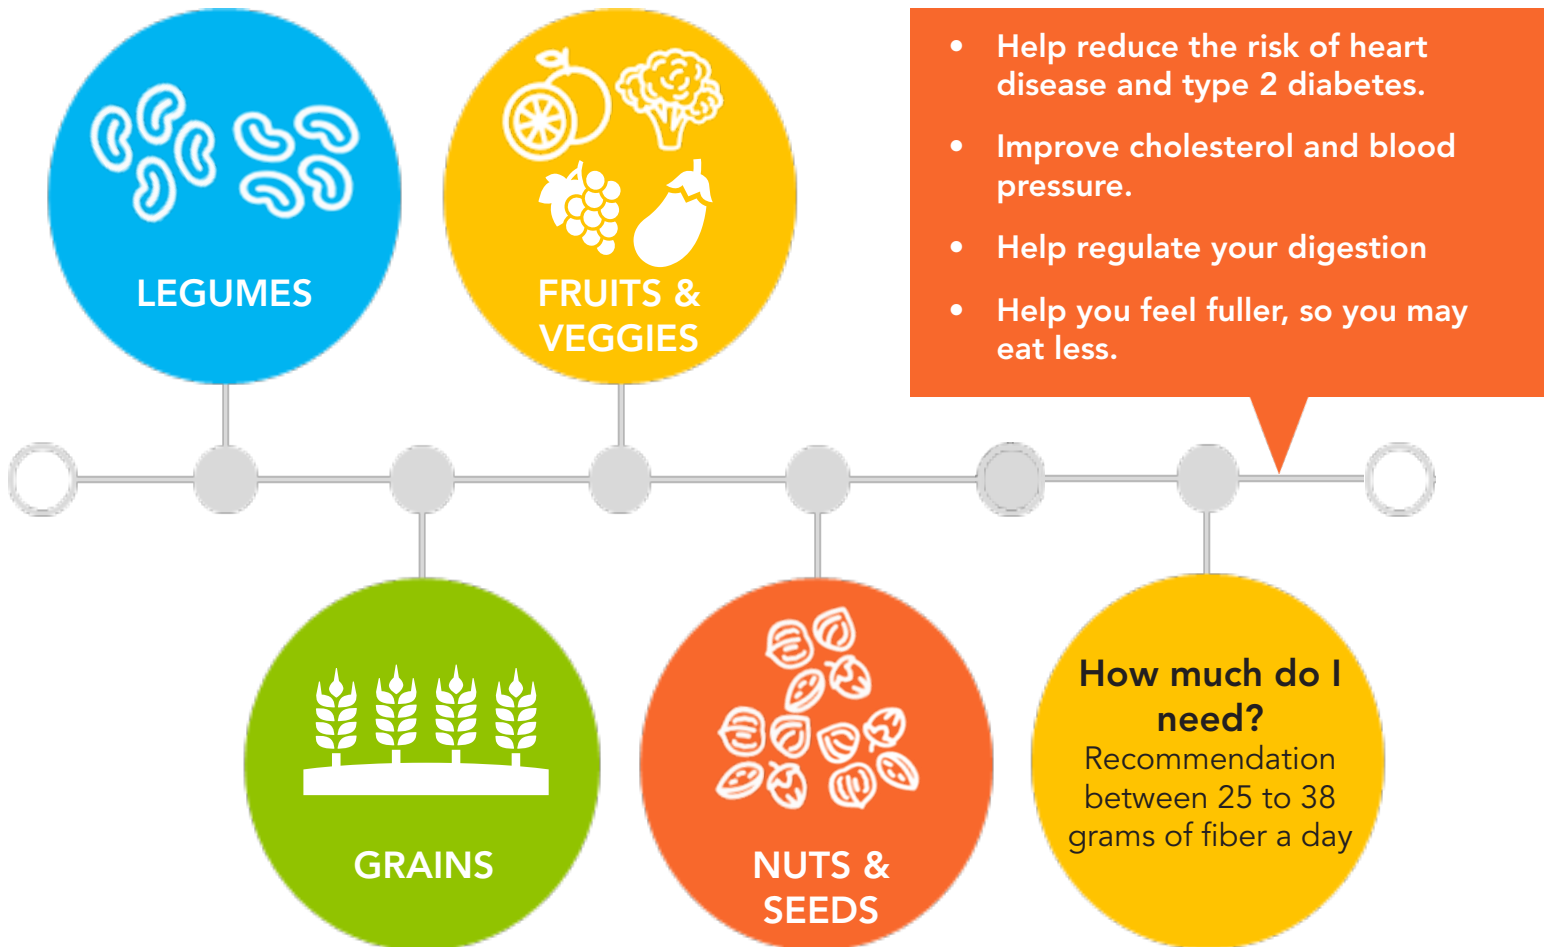 LEGUMES
FRUITS &
VEGGIES
• Help reduce the risk of heart
disease and type 2 diabetes.
• Improve cholesterol and blood
pressure.
• Help regulate your digestion
• Help you feel fuller, so you may
eat less.
GRAINS
NUTS &
SEEDS
How much do I
need?
Recommendation
between 25 to 38
grams of fiber a day